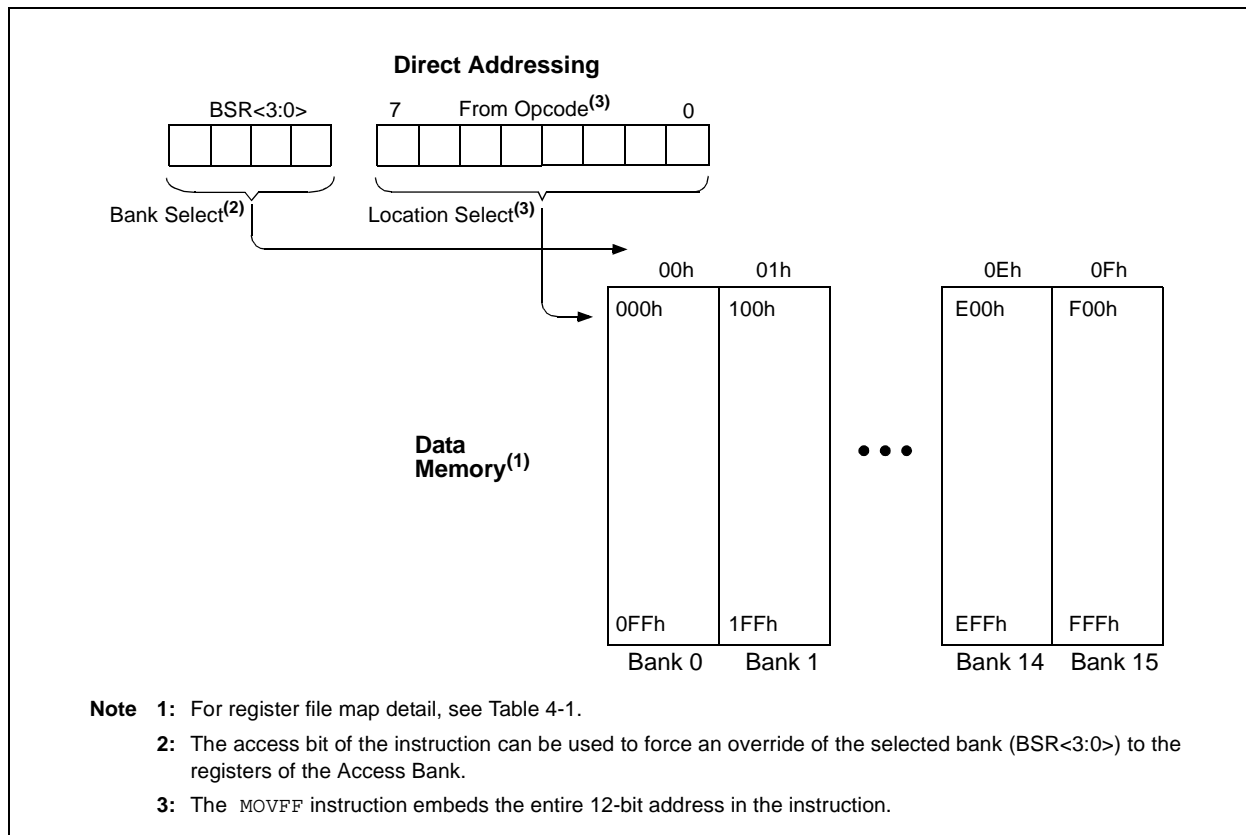 Direct Addressing
BSR<3:0>
7 From Opcode(3) 0
Bank Select(2)
Location Select(3)
00h 01h 0Eh 0Fh
000h 100h E00h F00h
Data
Memory(1)
0FFh 1FFh EFFh FFFh
Bank 0 Bank 1 Bank 14 Bank 15
Note 1: For register file map detail, see Table 4-1.
2: The access bit of the instruction can be used to force an override of the selected bank (BSR<3:0>) to the
registers of the Access Bank.
3: The MOVFF instruction embeds the entire 12-bit address in the instruction.